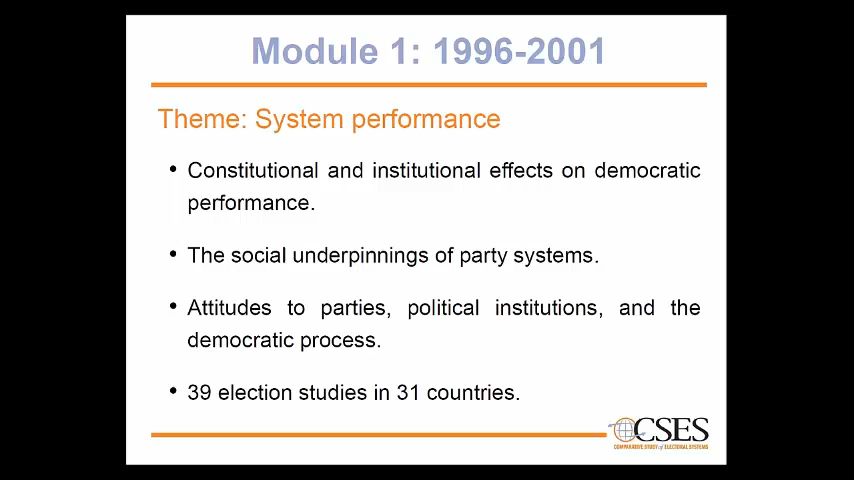 Module 1: 1996-2001
Theme: System performance
• Constitutional and institutional effects on democratic
performance.
• The social underpinnings of party systems.
• Attitudes to parties, political institutions, and the
democratic process.
• 39 election studies in 31 countries.
CSES
COMPARATIVE STUDY of ELECTORAL SYSTEMS